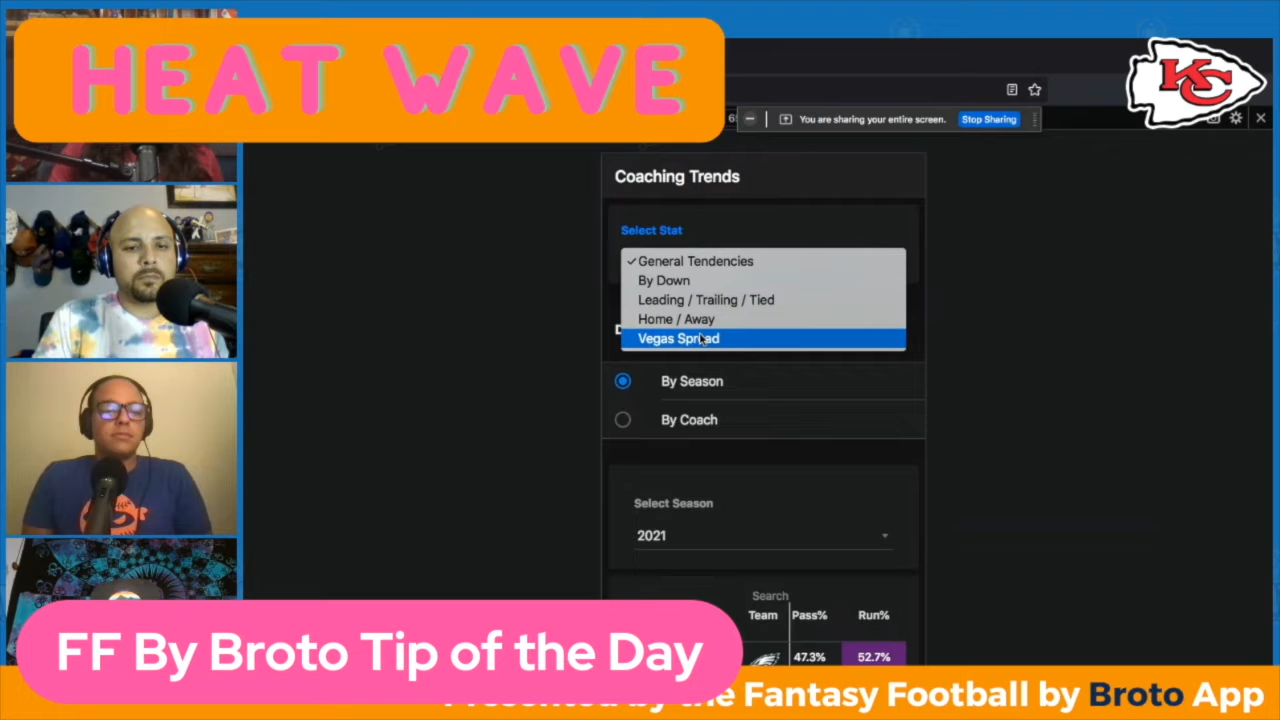 HEAT WAVE
KC
You are sharing your entire screen.
Stop Sharing
Coaching Trends
Select Stat
✓General Tendencies
By Down
Leading / Trailing / Tied
Home / Away
Vegas Spread
By Season
By Coach
Select Season
2021
Search
Team Pass% Run%
47.3% 52.7%
FF By Broto Tip of the Day
the Fantasy Football by Broto App